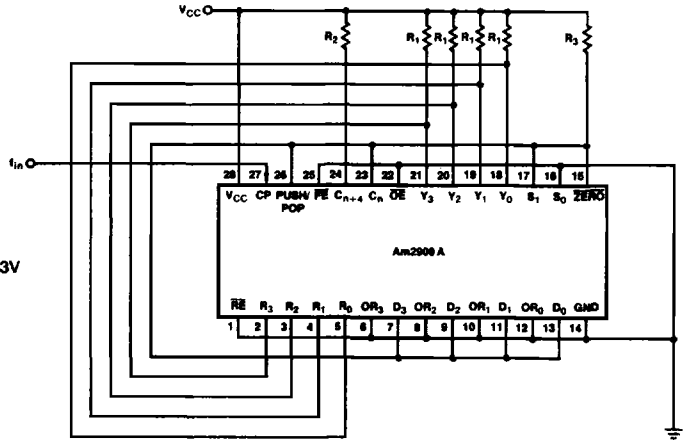 VCC
R2
R1
R1
R1
R1
R3
fin
28 27 26 25 24 23 22 21 20 19 18 17 16 15
VCC CP PUSH/POP FE Cn+4 Cn OE Y3 Y2 Y1 Y0 S1 S0 ZERO
3V
Am2909A
RE R3 R2 R1 R0 OR3 D3 OR2 D2 OR1 D1 OR0 D0 GND
1 2 3 4 5 6 7 8 9 10 11 12 13 14